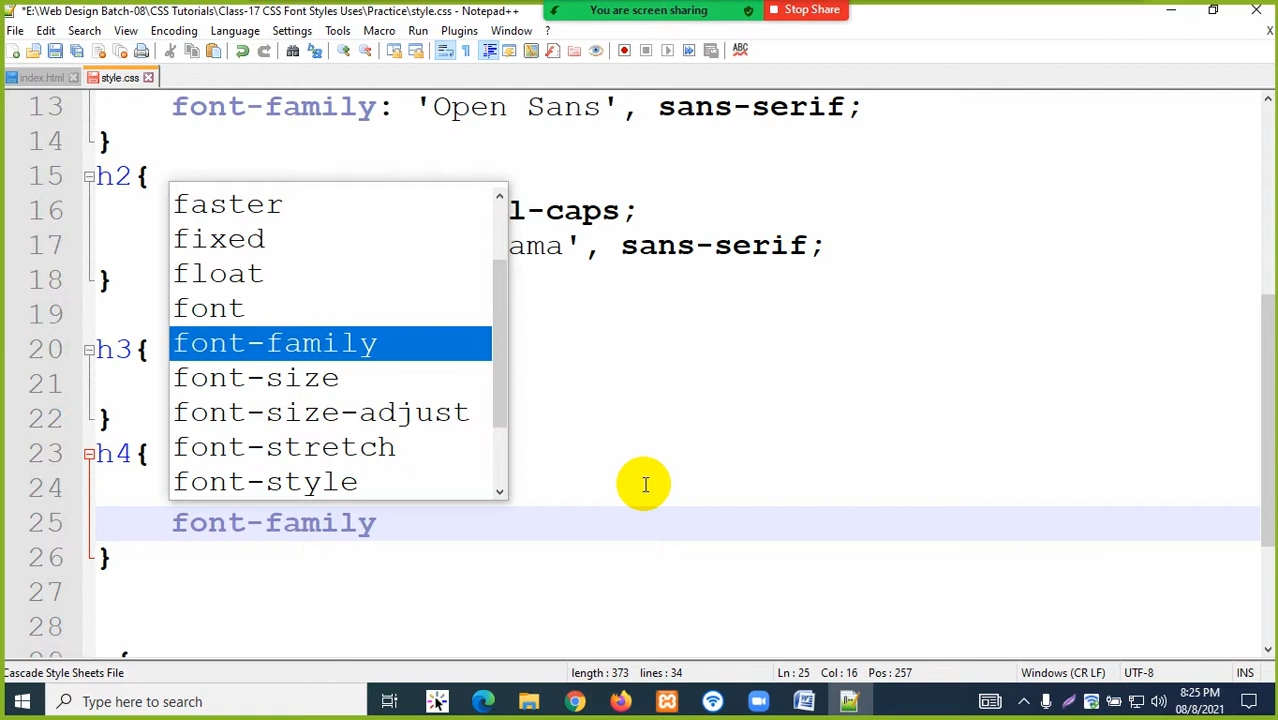 *E:\Web Design Batch-08\CSS Tutorials\Class-17 CSS Font Styles Uses\Practice\style.css - Notepad++
You are screen sharing
Stop Share
File Edit Search View Encoding Language Settings Tools Macro Run Plugins Window ?
X
ABC
index.html style.css
13 font-family: 'Open Sans', sans-serif;
14 }
15 h2{
16 l-caps;
17 ama', sans-serif;
18 }
19
20 h3{
21
22 }
23 h4{
24
25 font-family
26 }
27
28
faster
fixed
float
font
font-family
font-size
font-size-adjust
font-stretch
font-style
Cascade Style Sheets File length : 373 lines : 34 Ln : 25 Col : 16 Pos : 257 Windows (CR LF) UTF-8 INS
Type here to search
8:25 PM
08/8/2021